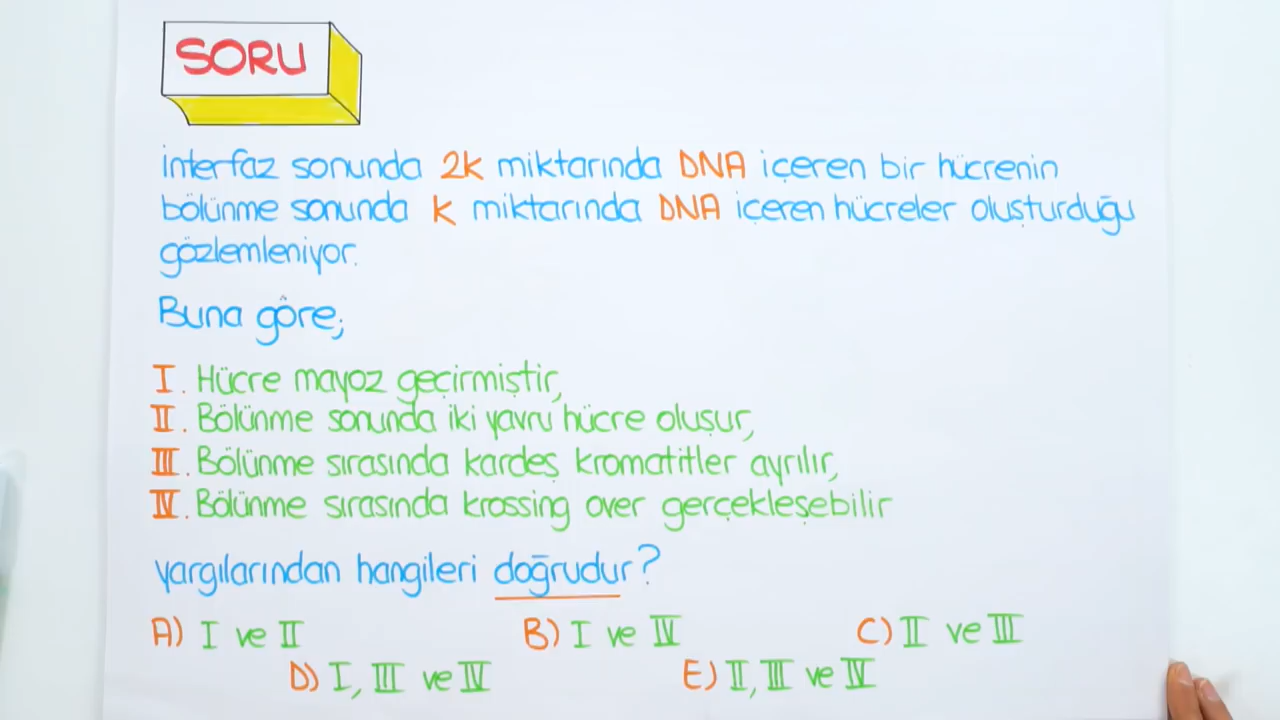 SORU
İnterfaz sonunda 2k miktarında DNA içeren bir hücrenin
bölünme sonunda k miktarında DNA içeren hücreler oluşturduğu
gözlemleniyor.
Buna göre;
I. Hücre mayoz geçirmiştir,
II. Bölünme sonunda iki yavru hücre oluşur,
III. Bölünme sırasında kardeş kromatitler ayrılır,
IV. Bölünme sırasında krossing over gerçekleşebilir
yargılarından hangileri doğrudur?
A) I ve II B) I ve IV C) II ve III
D) I, III ve IV E) II, III ve IV